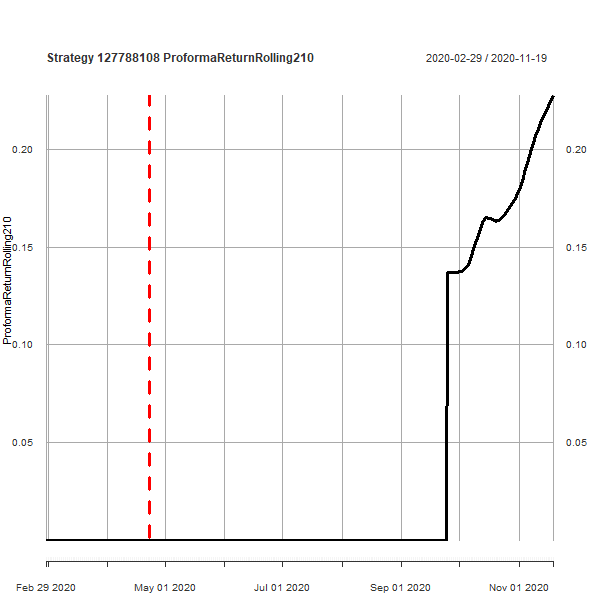 Strategy 127788108 ProformaReturnRolling210
2020-02-29 / 2020-11-19
ProformaReturnRolling210
0.20
0.15
0.10
0.05
0.20
0.15
0.10
0.05
Feb 29 2020
May 01 2020
Jul 01 2020
Sep 01 2020
Nov 01 2020